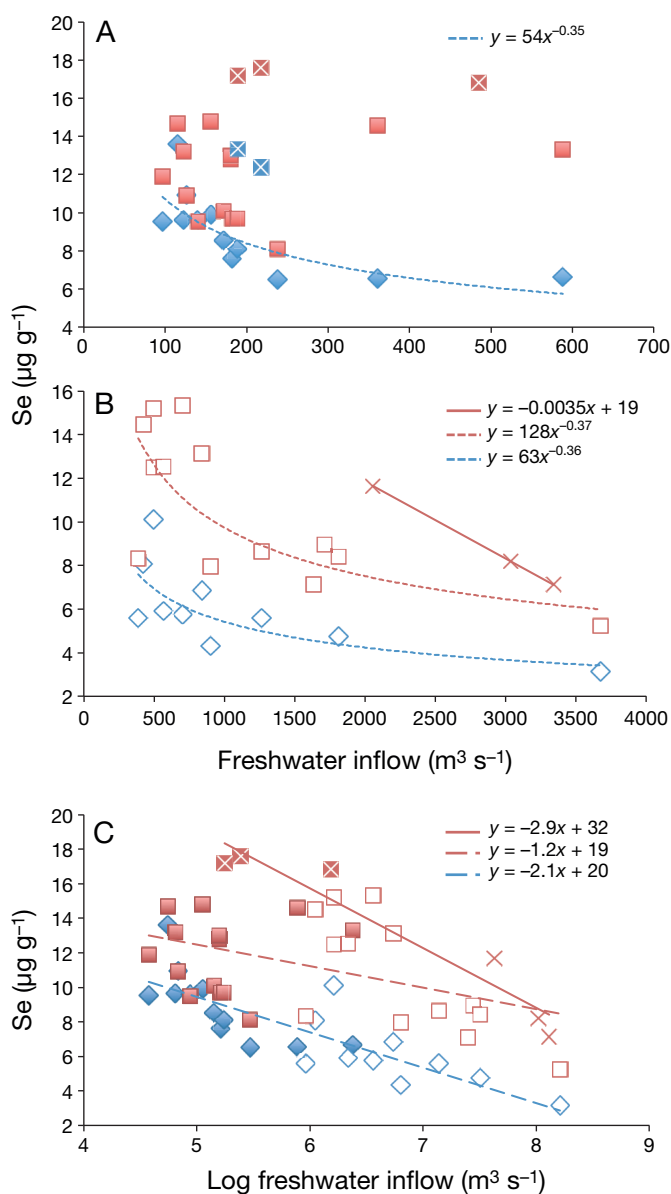 A
y = 54x⁻⁰·³⁵
20
18
16
14
12
10
8
6
4
0 100 200 300 400 500 600 700
Se (µg g⁻¹)
B
y = –0.0035x + 19
y = 128x⁻⁰·³⁷
y = 63x⁻⁰·³⁶
16
14
12
10
8
6
4
2
0 500 1000 1500 2000 2500 3000 3500 4000
Freshwater inflow (m³ s⁻¹)
C
y = –2.9x + 32
y = –1.2x + 19
y = –2.1x + 20
20
18
16
14
12
10
8
6
4
2
Se (µg g⁻¹)
4 5 6 7 8 9
Log freshwater inflow (m³ s⁻¹)